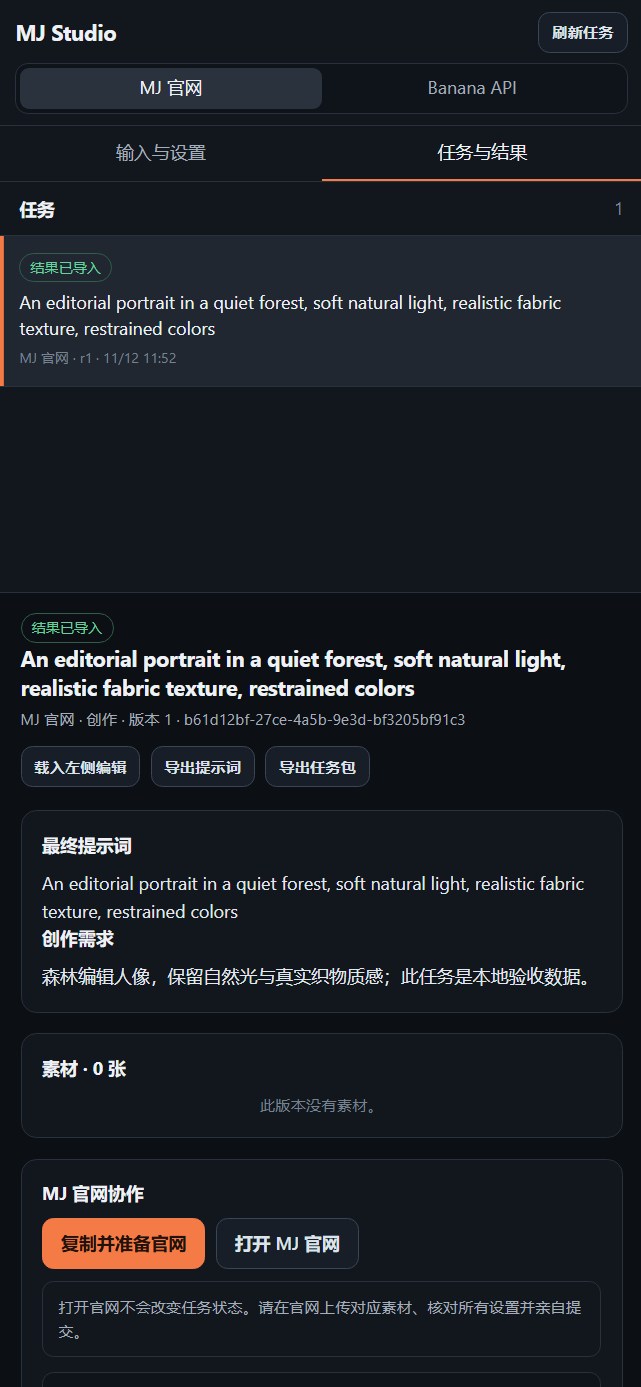 MJ Studio
刷新任务
MJ 官网
Banana API
输入与设置
任务与结果
任务
1
结果已导入
An editorial portrait in a quiet forest, soft natural light, realistic fabric
texture, restrained colors
MJ 官网 · r1 · 11/12 11:52
结果已导入
An editorial portrait in a quiet forest, soft natural light,
realistic fabric texture, restrained colors
MJ 官网 · 创作 · 版本 1 · b61d12bf-27ce-4a5b-9e3d-bf3205bf91c3
载入左侧编辑
导出提示词
导出任务包
最终提示词
An editorial portrait in a quiet forest, soft natural light, realistic fabric
texture, restrained colors
创作需求
森林编辑人像，保留自然光与真实织物质感；此任务是本地验收数据。
素材 · 0 张
此版本没有素材。
MJ 官网协作
复制并准备官网
打开 MJ 官网
打开官网不会改变任务状态。请在官网上传对应素材、核对所有设置并亲自提
交。